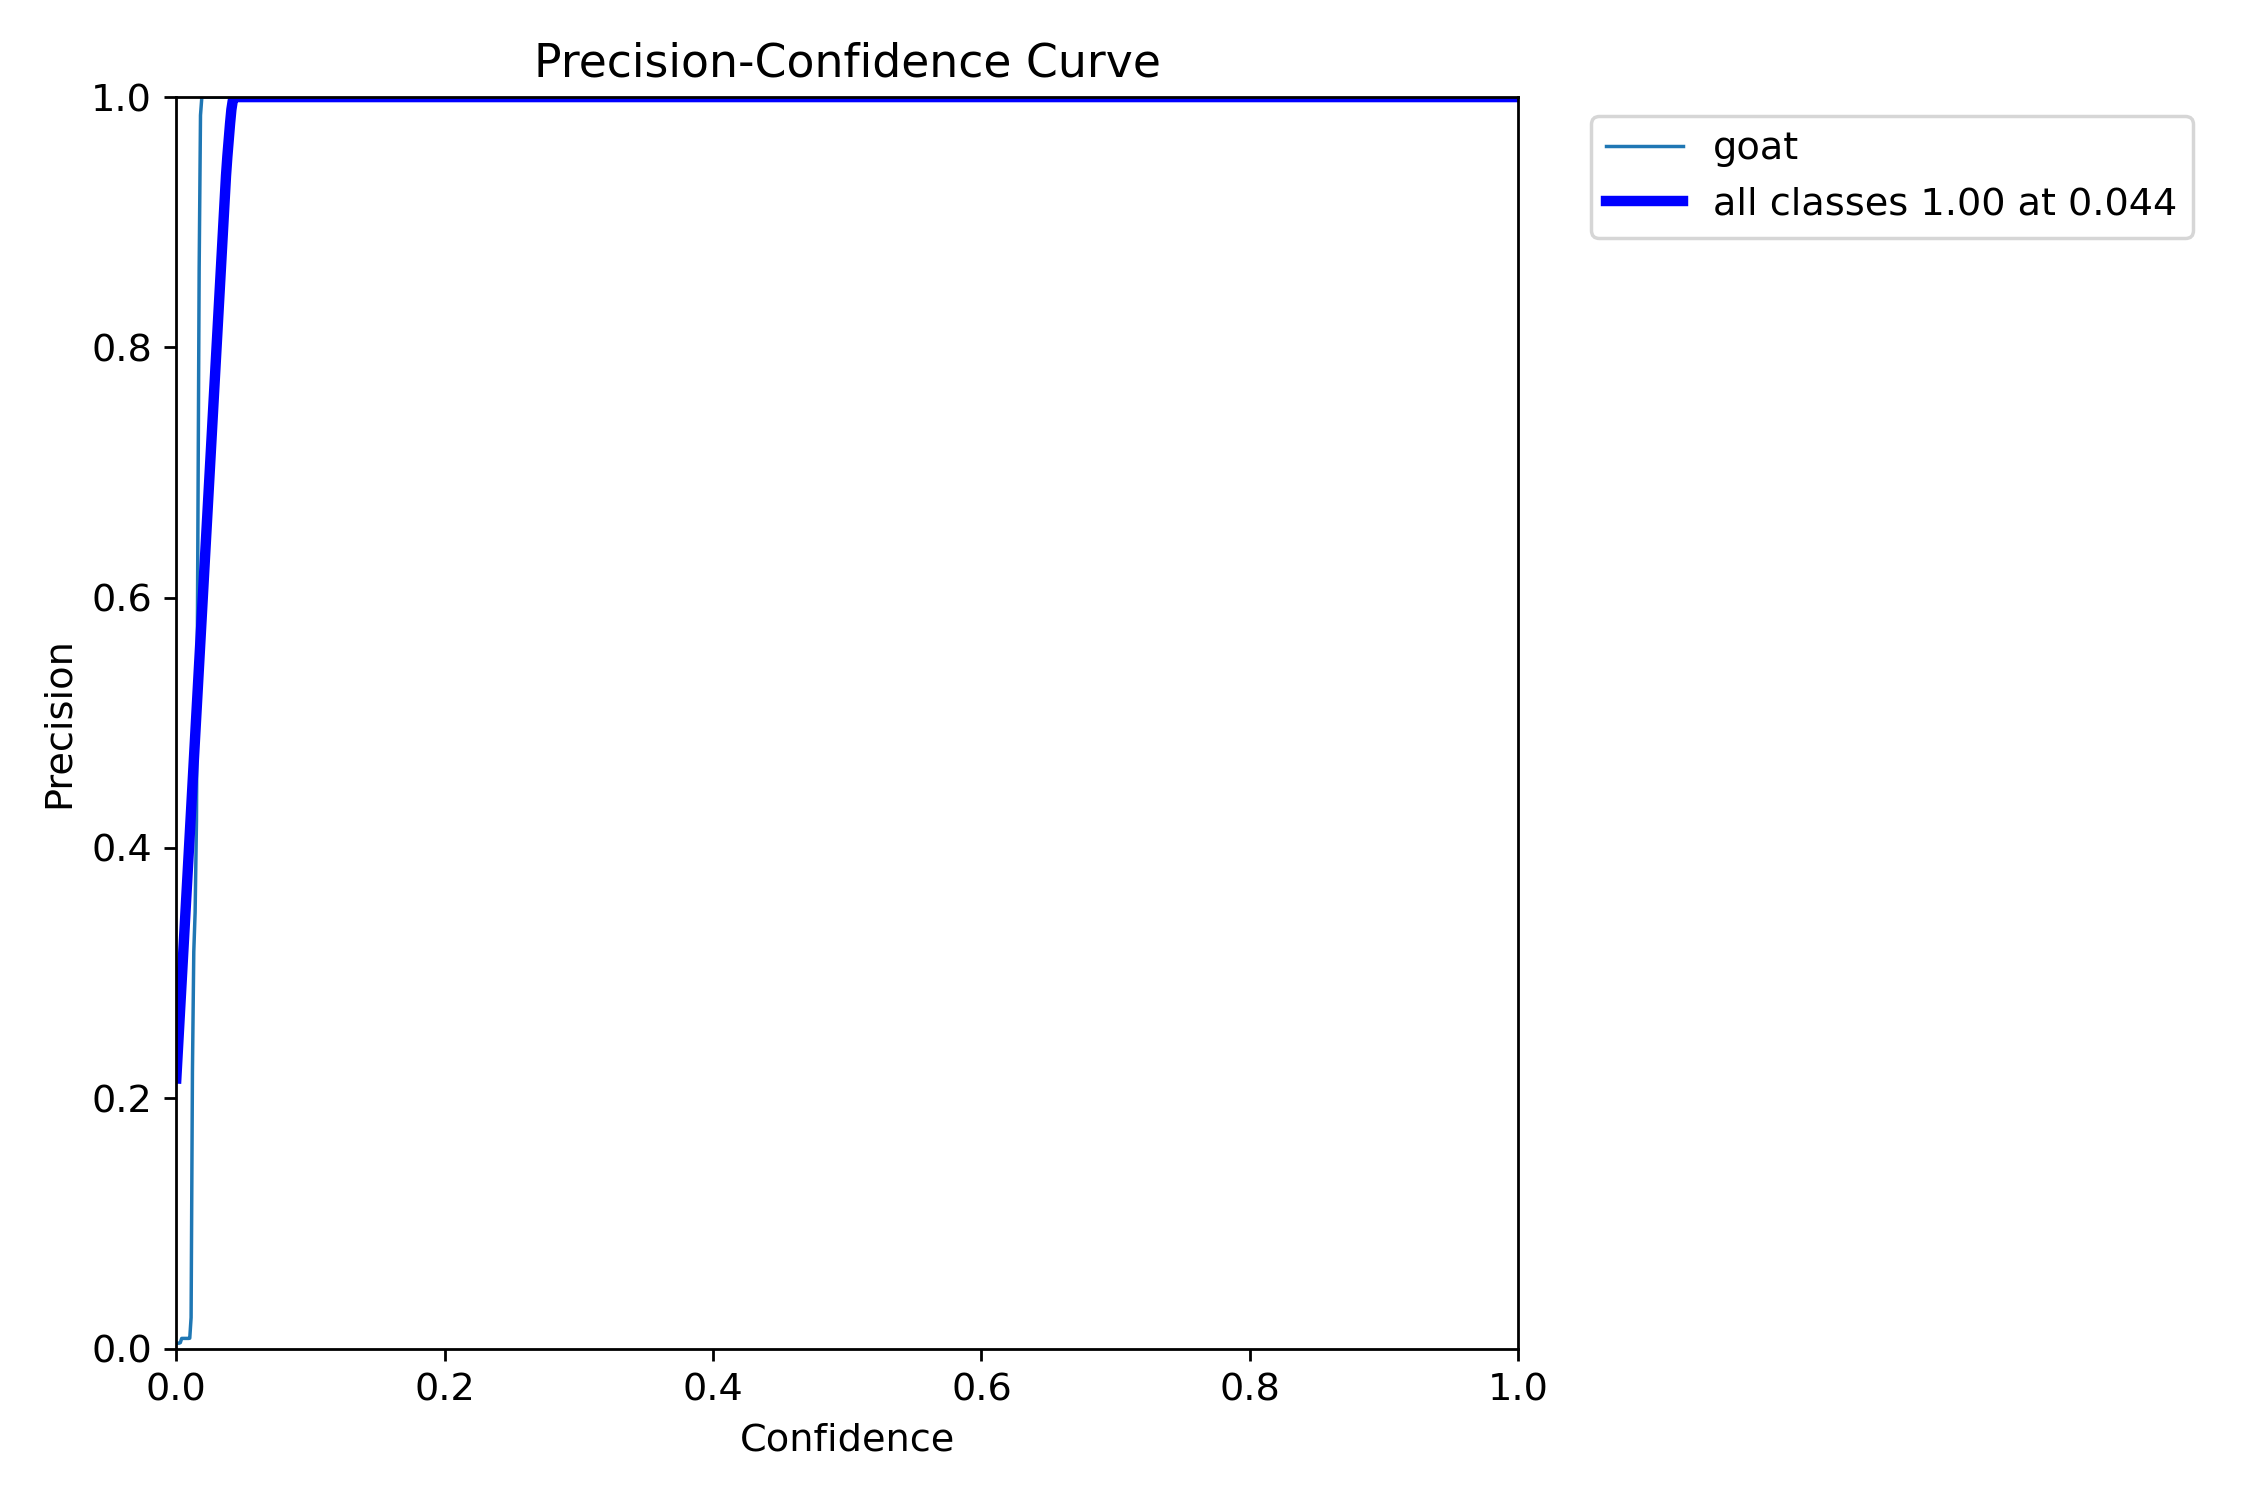 Precision-Confidence Curve
1.0
0.8
0.6
0.4
0.2
0.0
Precision
0.0 0.2 0.4 0.6 0.8 1.0
Confidence
goat
all classes 1.00 at 0.044